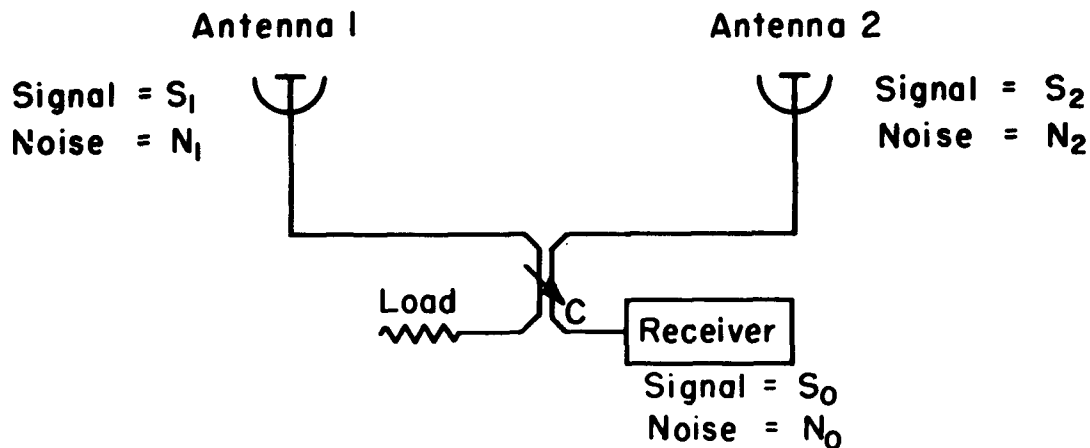 Antenna 1
Antenna 2
Signal = S₁
Noise = N₁
Signal = S₂
Noise = N₂
Load
C
Receiver
Signal = S₀
Noise = N₀